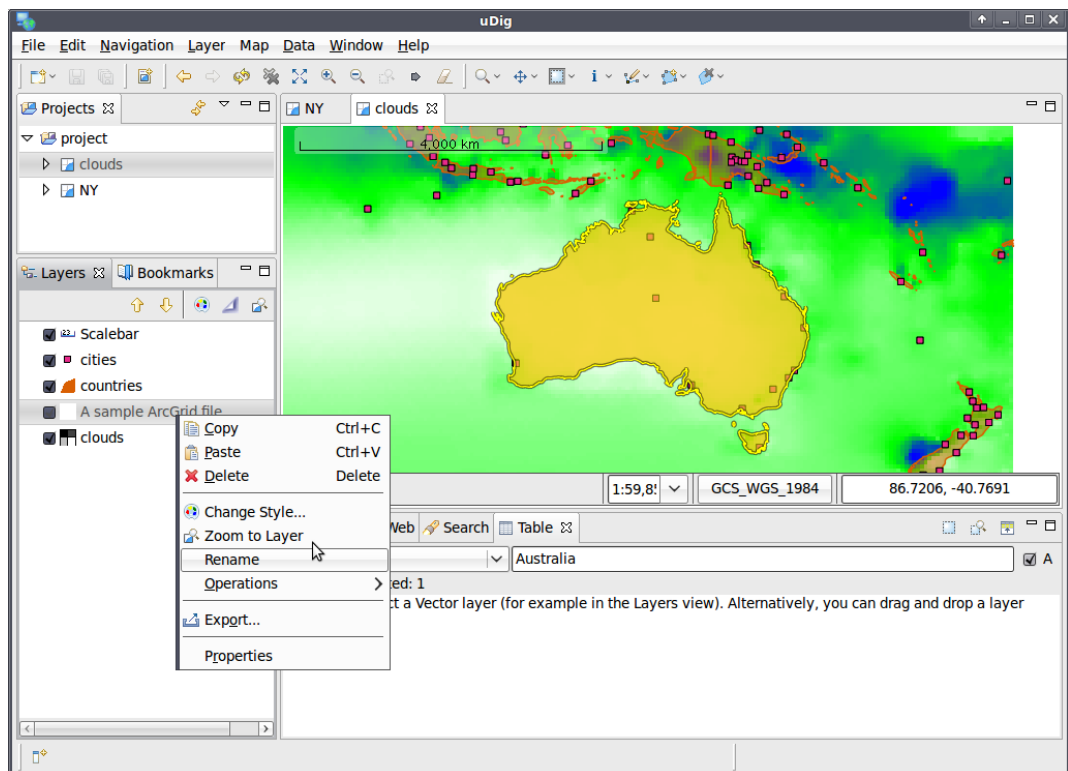 uDig
File Edit Navigation Layer Map Data Window Help
Projects
project
clouds
NY
Layers Bookmarks
Scalebar
cities
countries
A sample ArcGrid file
clouds
NY clouds
4,000 km
Copy Ctrl+C
Paste Ctrl+V
Delete Delete
Change Style...
Zoom to Layer
Rename
Operations
Export...
Properties
GCS_WGS_1984 86.7206, -40.7691
Web Search Table
Australia A
ted: 1
ct a Vector layer (for example in the Layers view). Alternatively, you can drag and drop a layer